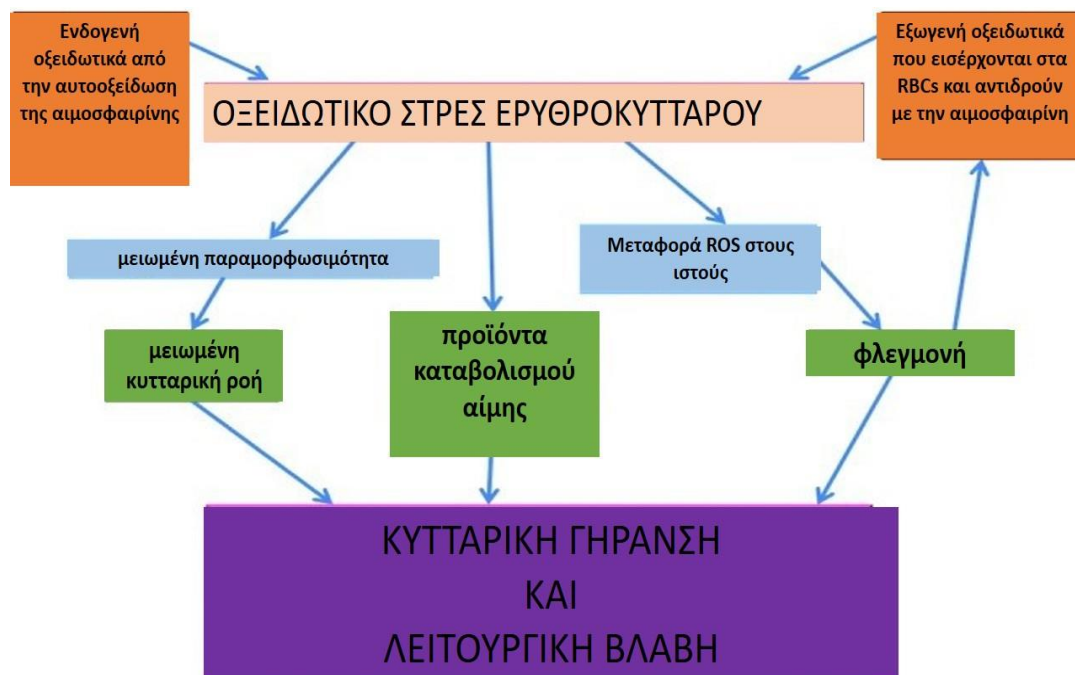 Ενδογενή
οξειδωτικά από
την αυτοοξείδωση
της αιμοσφαιρίνης
Εξωγενή οξειδωτικά
που εισέρχονται στα
RBCs και αντιδρούν
με την αιμοσφαιρίνη
ΟΞΕΙΔΩΤΙΚΟ ΣΤΡΕΣ ΕΡΥΘΡΟΚΥΤΤΑΡΟΥ
μειωμένη παραμορφωσιμότητα
Μεταφορά ROS στους
ιστούς
μειωμένη
κυτταρική ροή
προϊόντα
καταβολισμού
αίμης
φλεγμονή
ΚΥΤΤΑΡΙΚΗ ΓΗΡΑΝΣΗ
ΚΑΙ
ΛΕΙΤΟΥΡΓΙΚΗ ΒΛΑΒΗ